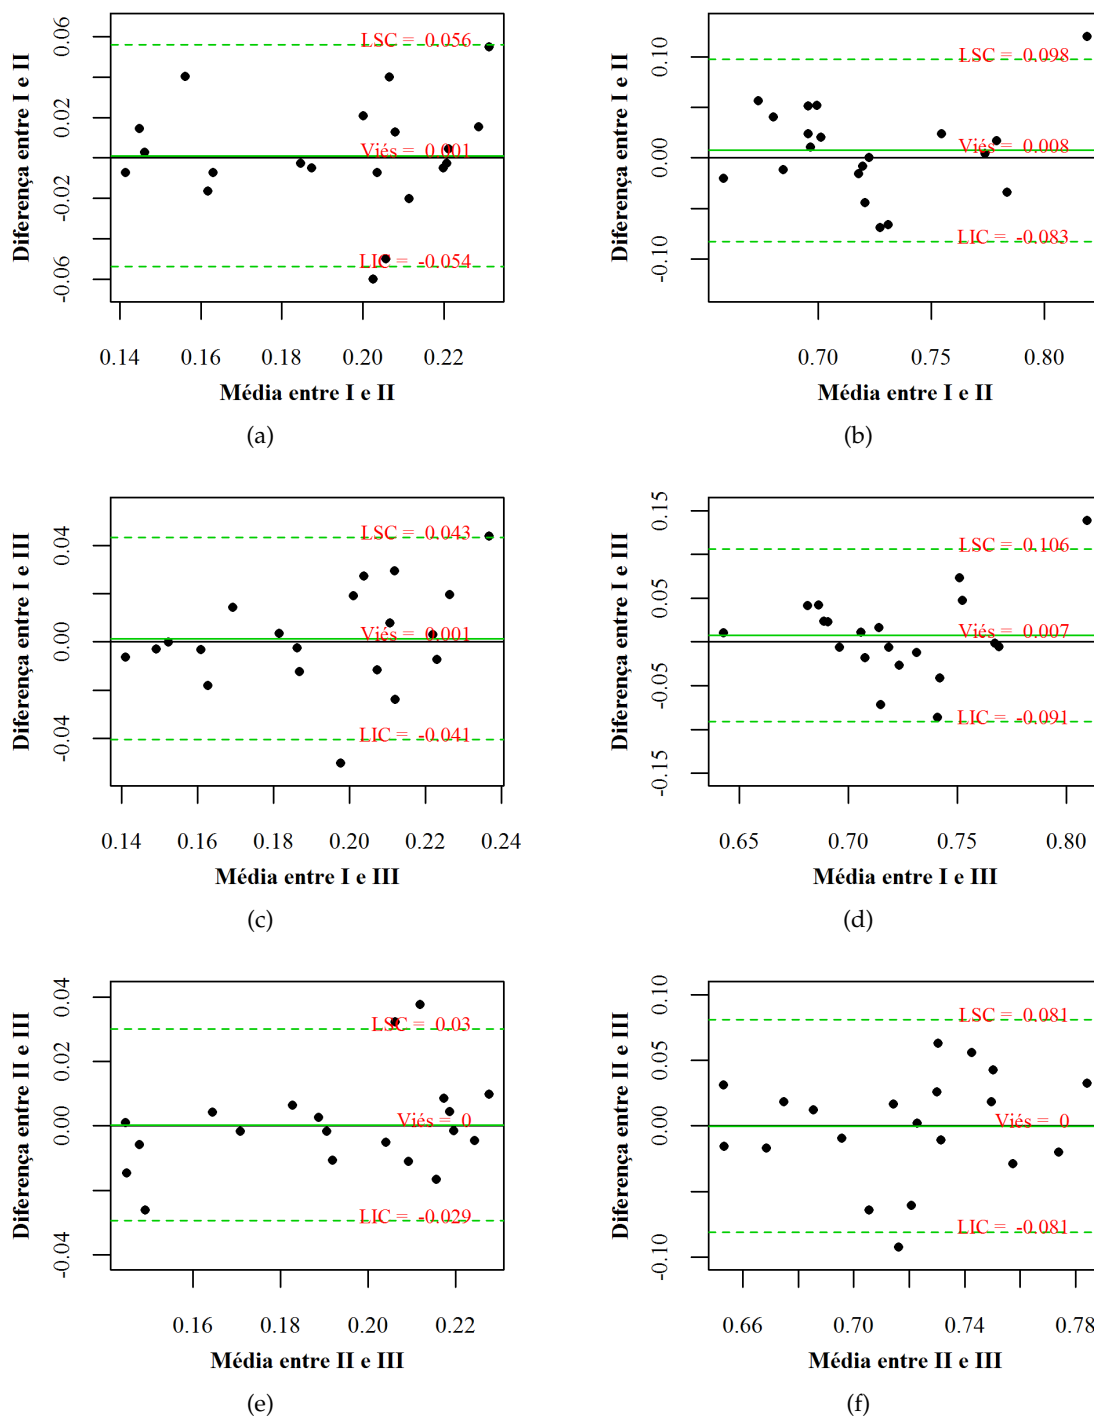 Diferença entre I e II
0.06
0.02
-0.02
-0.06
LSC = 0.056
Viés = 0.001
LIC = -0.054
0.14 0.16 0.18 0.20 0.22
Média entre I e II
(a)
Diferença entre I e II
0.10
0.00
-0.10
LSC = 0.098
Viés = 0.008
LIC = -0.083
0.70 0.75 0.80
Média entre I e II
(b)
Diferença entre I e III
0.04
0.00
-0.04
LSC = 0.043
Viés = 0.001
LIC = -0.041
0.14 0.16 0.18 0.20 0.22 0.24
Média entre I e III
(c)
Diferença entre I e III
0.15
0.05
-0.05
-0.15
LSC = 0.106
Viés = 0.007
LIC = -0.091
0.65 0.70 0.75 0.80
Média entre I e III
(d)
Diferença entre II e III
0.04
0.02
0.00
-0.04
LSC = 0.03
Viés = 0
LIC = -0.029
0.16 0.18 0.20 0.22
Média entre II e III
(e)
Diferença entre II e III
0.10
0.05
0.00
-0.10
LSC = 0.081
Viés = 0
LIC = -0.081
0.66 0.70 0.74 0.78
Média entre II e III
(f)